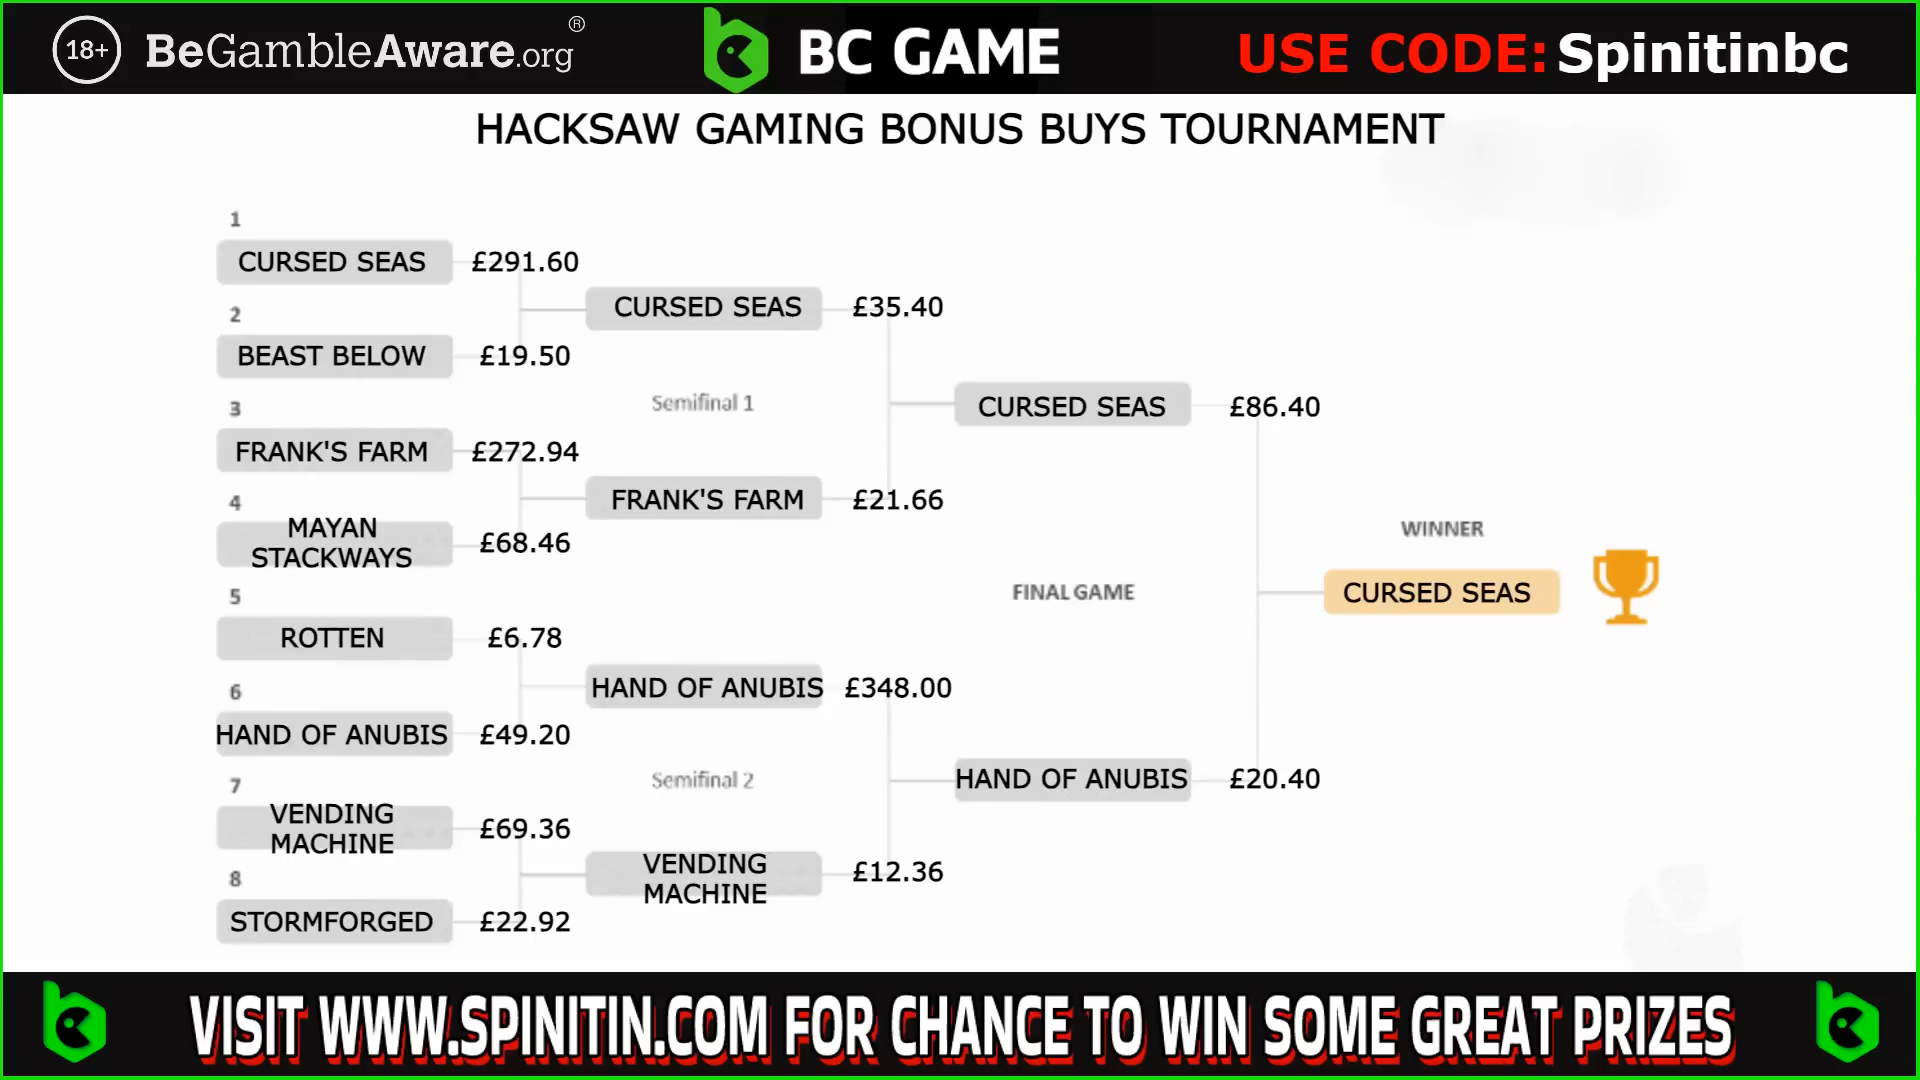 18+
BeGambleAware.org®
BC GAME
USE CODE: Spinitinbc
HACKSAW GAMING BONUS BUYS TOURNAMENT
1
CURSED SEAS £291.60
2
BEAST BELOW £19.50
3
FRANK'S FARM £272.94
4
MAYAN
STACKWAYS
£68.46
5
ROTTEN £6.78
6
HAND OF ANUBIS £49.20
7
VENDING
MACHINE
£69.36
8
STORMFORGED £22.92
CURSED SEAS £35.40
Semifinal 1
FRANK'S FARM £21.66
HAND OF ANUBIS £348.00
Semifinal 2
VENDING
MACHINE
£12.36
CURSED SEAS £86.40
FINAL GAME
HAND OF ANUBIS £20.40
WINNER
CURSED SEAS
VISIT WWW.SPINITIN.COM FOR CHANCE TO WIN SOME GREAT PRIZES